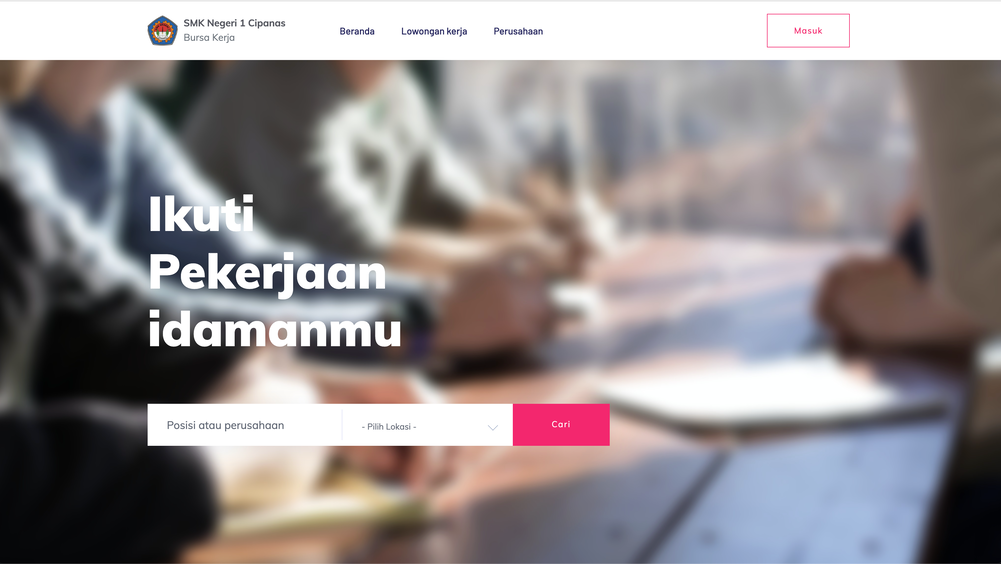 SMK Negeri 1 Cipanas
Bursa Kerja
Beranda
Lowongan kerja
Perusahaan
Masuk
Ikuti
Pekerjaan
idamanmu
Posisi atau perusahaan
- Pilih Lokasi -
Cari